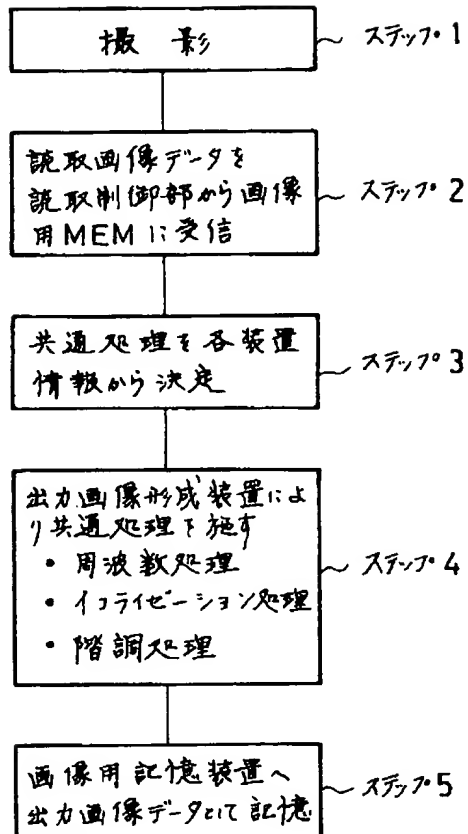 撮影
ステップ1
読取画像データを
読取制御部から画像
用MEMに受信
ステップ2
共通処理を各装置
情報から決定
ステップ3
出力画像形成装置によ
り共通処理を施す
・周波数処理
・イコライゼーション処理
・階調処理
ステップ4
画像用記憶装置へ
出力画像データとして記憶
ステップ5